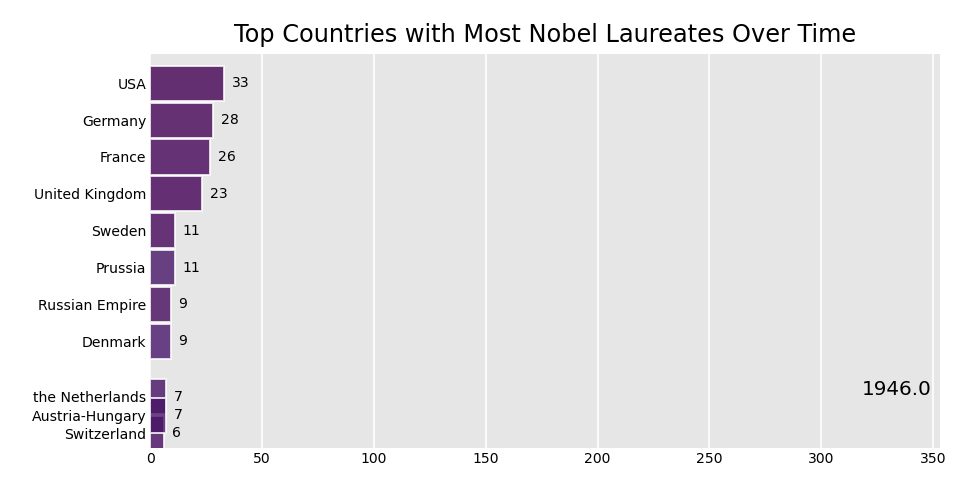 Top Countries with Most Nobel Laureates Over Time
USA 33
Germany 28
France 26
United Kingdom 23
Sweden 11
Prussia 11
Russian Empire 9
Denmark 9
1946.0
the Netherlands 7
Austria-Hungary 7
Switzerland 6
0 50 100 150 200 250 300 350